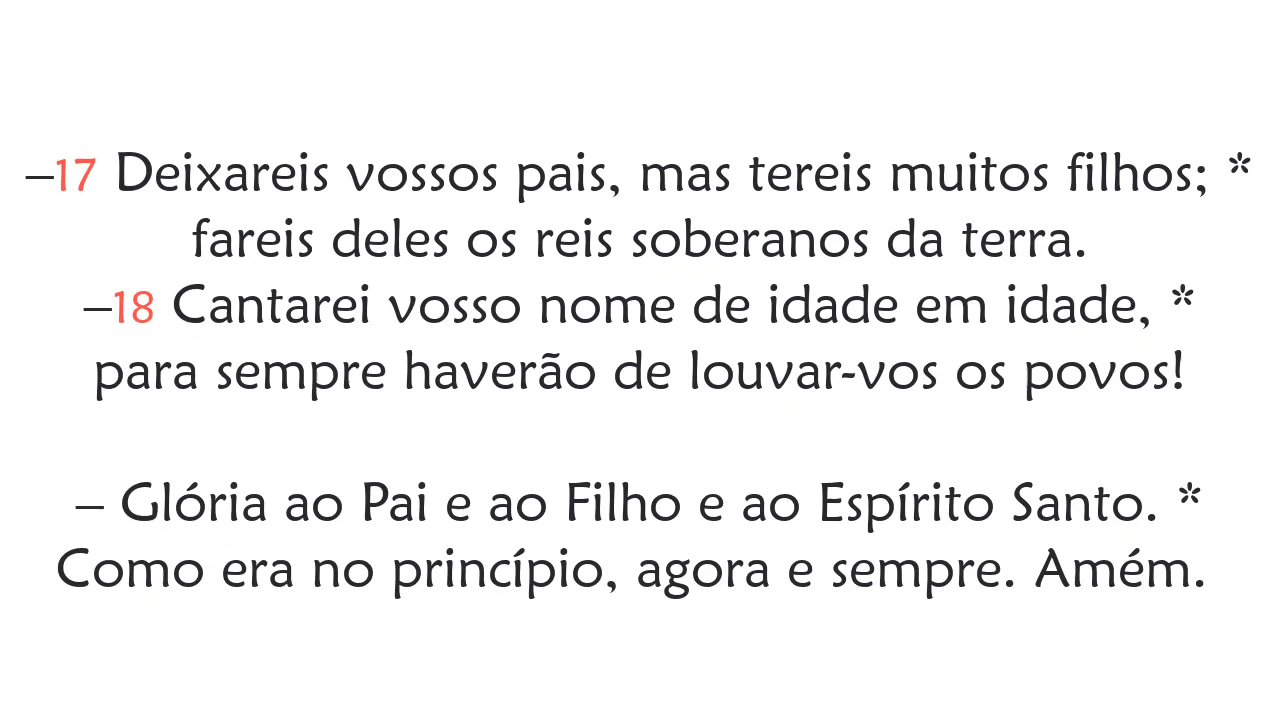 –17 Deixareis vossos pais, mas tereis muitos filhos; *
fareis deles os reis soberanos da terra.
–18 Cantarei vosso nome de idade em idade, *
para sempre haverão de louvar-vos os povos!
– Glória ao Pai e ao Filho e ao Espírito Santo. *
Como era no princípio, agora e sempre. Amém.